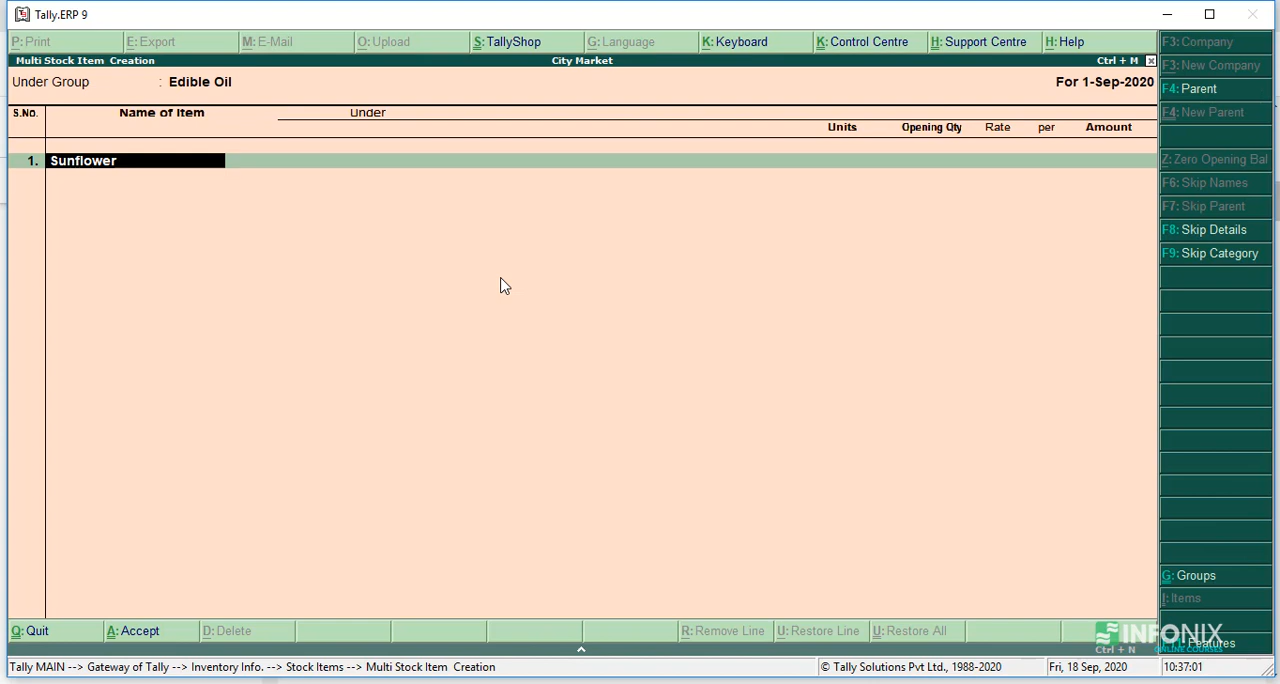 Tally.ERP 9
P: Print E: Export M: E-Mail O: Upload S: TallyShop G: Language K: Keyboard K: Control Centre H: Support Centre H: Help
F3: Company
Multi Stock Item Creation City Market Ctrl + M
F3: New Company
Under Group : Edible Oil For 1-Sep-2020
F4: Parent
F4: New Parent
S.No. Name of Item Under
Units Opening Qty Rate per Amount
1. Sunflower
Z: Zero Opening Bal
F6: Skip Names
F7: Skip Parent
F8: Skip Details
F9: Skip Category
G: Groups
I: Items
Q: Quit A: Accept D: Delete R: Remove Line U: Restore Line U: Restore All
INFONIX
ONLINE COURSES
Features
Ctrl + N
Tally MAIN --> Gateway of Tally --> Inventory Info. --> Stock Items --> Multi Stock Item Creation © Tally Solutions Pvt Ltd., 1988-2020 Fri, 18 Sep, 2020 10:37:01